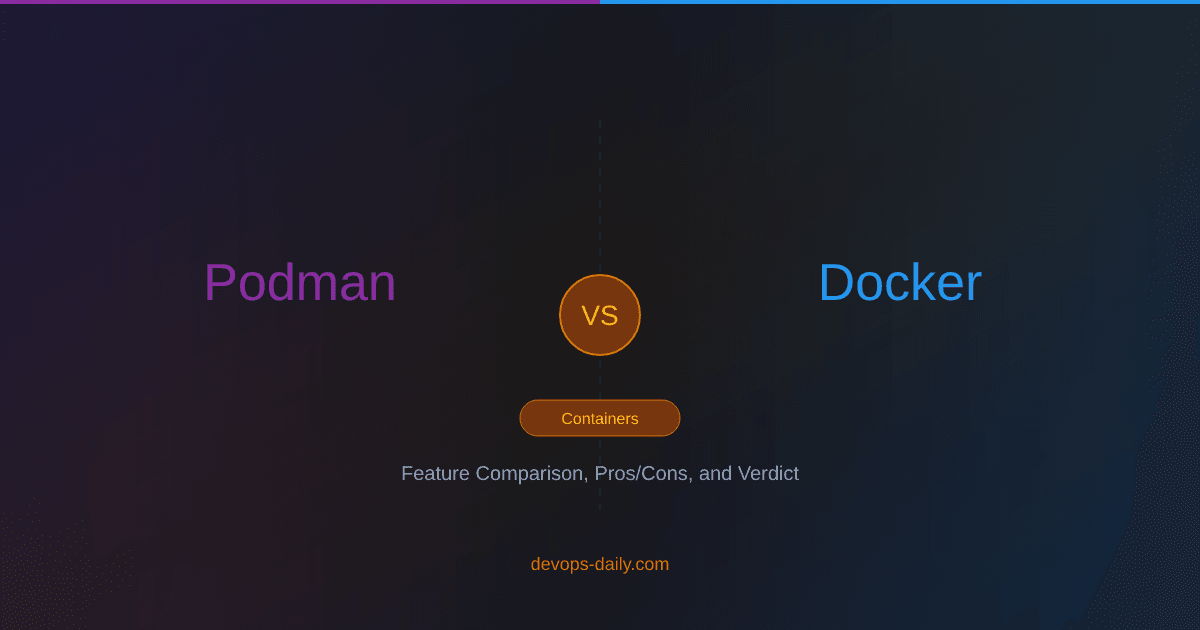 Podman
VS
Docker
Containers
Feature Comparison, Pros/Cons, and Verdict
devops-daily.com